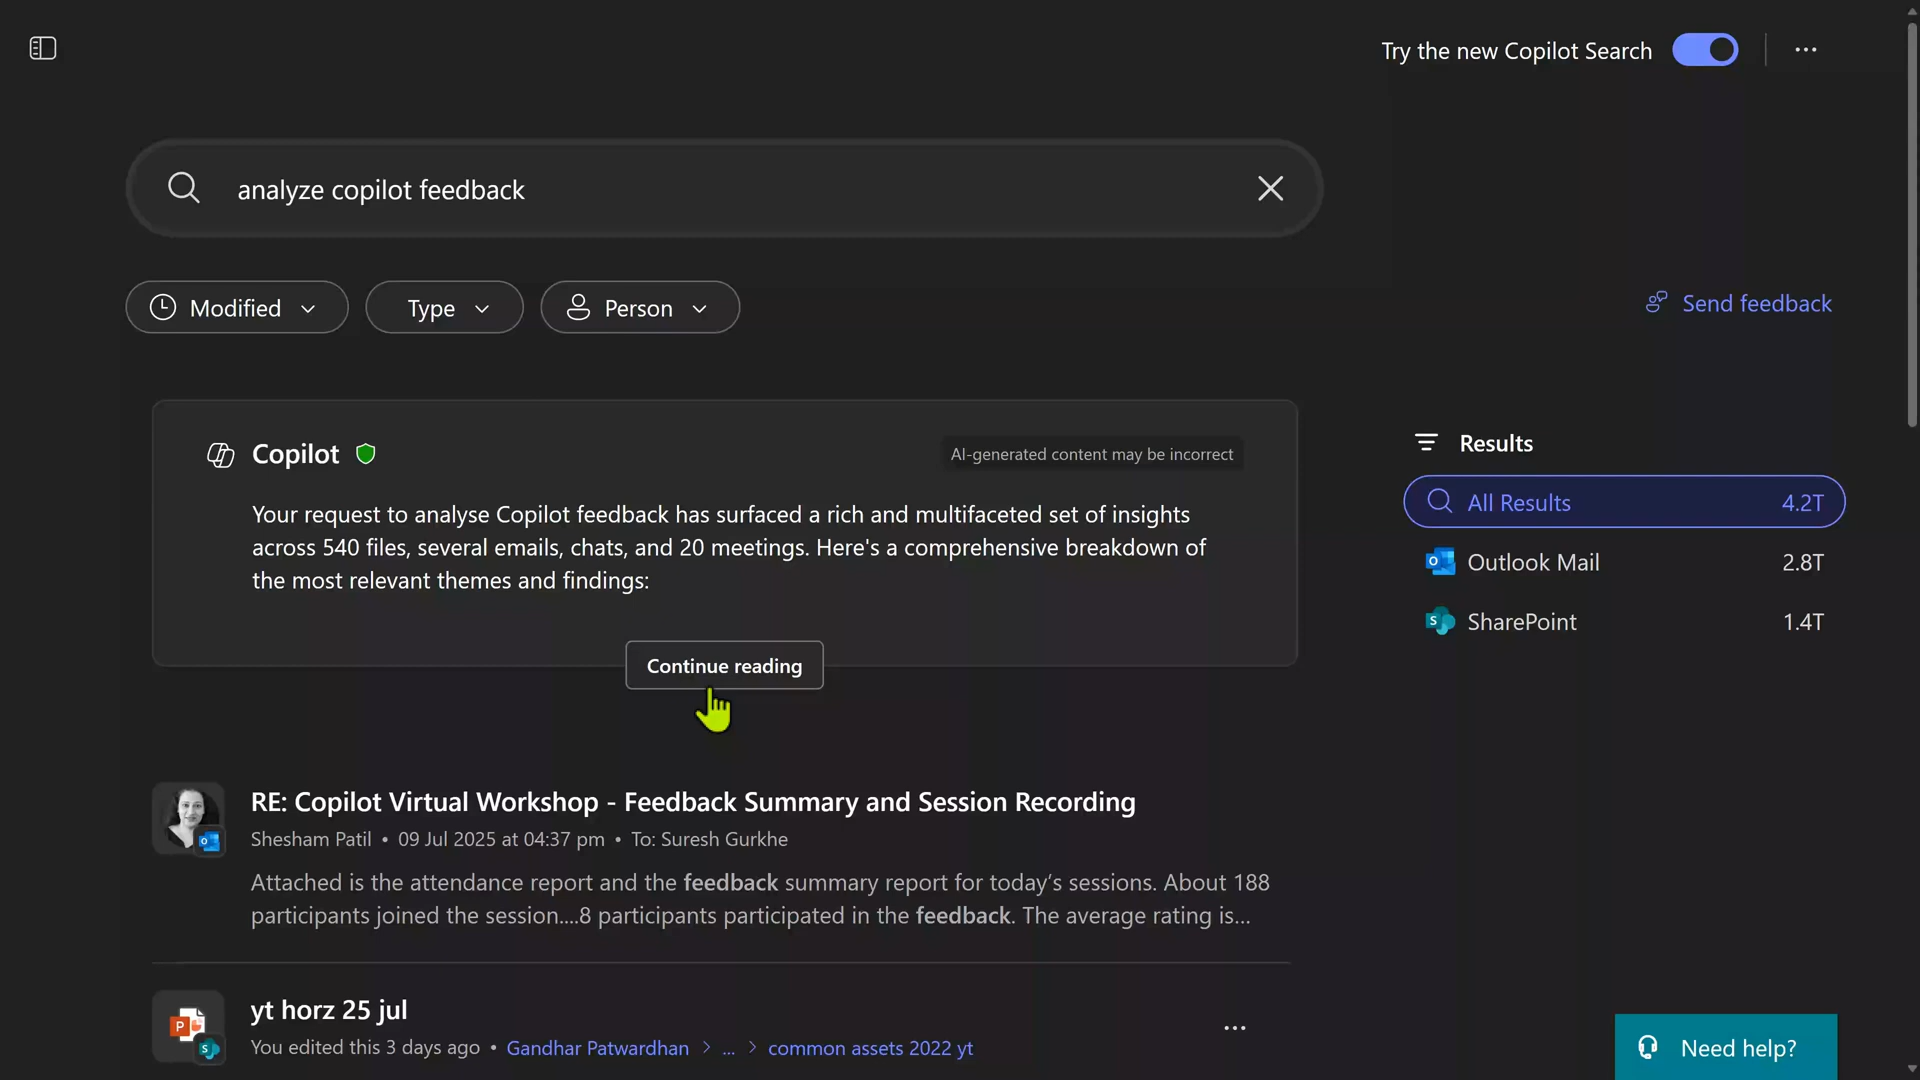 Try the new Copilot Search
analyze copilot feedback
Modified
Type
Person
Send feedback
Copilot
AI-generated content may be incorrect
Your request to analyse Copilot feedback has surfaced a rich and multifaceted set of insights
across 540 files, several emails, chats, and 20 meetings. Here's a comprehensive breakdown of
the most relevant themes and findings:
Continue reading
Results
All Results 4.2T
Outlook Mail 2.8T
SharePoint 1.4T
RE: Copilot Virtual Workshop - Feedback Summary and Session Recording
Shesham Patil • 09 Jul 2025 at 04:37 pm • To: Suresh Gurkhe
Attached is the attendance report and the feedback summary report for today's sessions. About 188
participants joined the session....8 participants participated in the feedback. The average rating is...
yt horz 25 jul
You edited this 3 days ago • Gandhar Patwardhan > ... > common assets 2022 yt
Need help?